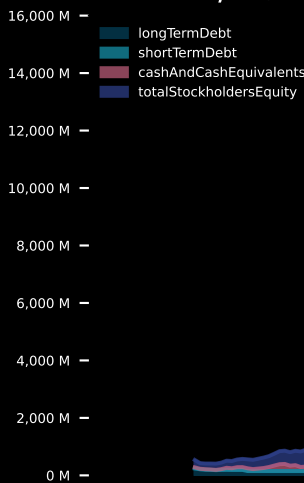 16,000 M
longTermDebt
14,000 M
shortTermDebt
cashAndCashEquivalents
totalStockholdersEquity
12,000 M
10,000 M
8,000 M
6,000 M
4,000 M
2,000 M
0 M